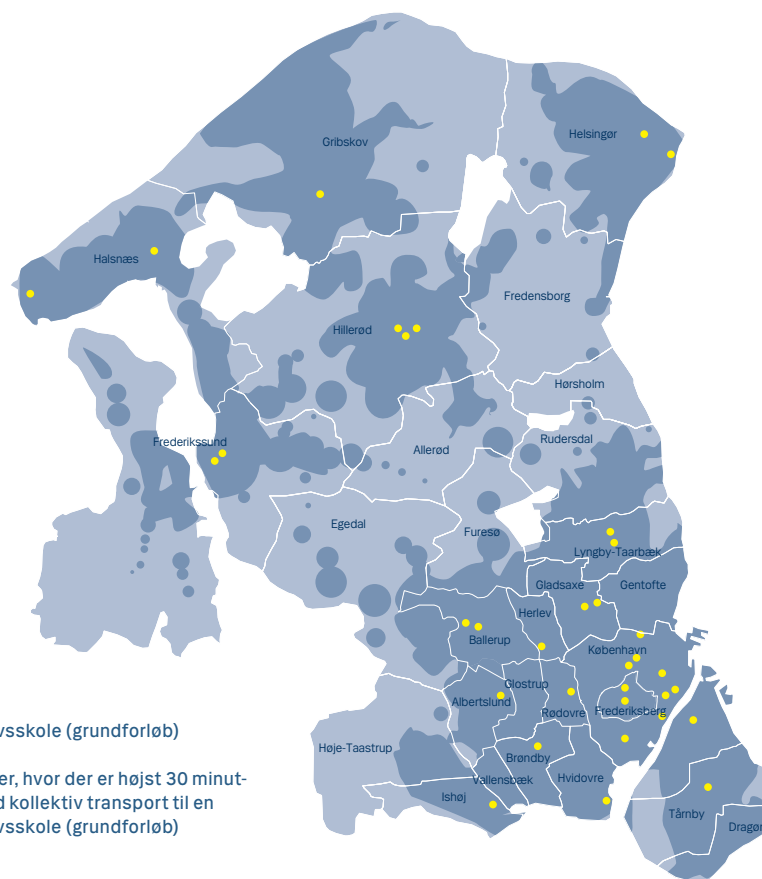 Helsingør
Gribskov
Halsnæs
Fredensborg
Hillerød
Hørsholm
Frederikssund
Rudersdal
Allerød
Egedal
Furesø
Lyngby-Taarbæk
Gladsaxe
Gentofte
Herlev
Ballerup
København
Glostrup
Albertslund
Rødovre
Frederiksberg
vsskole (grundforløb)
Høje-Taastrup
Brøndby
er, hvor der er højst 30 minut-
Vallensbæk
Hvidovre
d kollektiv transport til en
Ishøj
vsskole (grundforløb)
Tårnby
Dragør